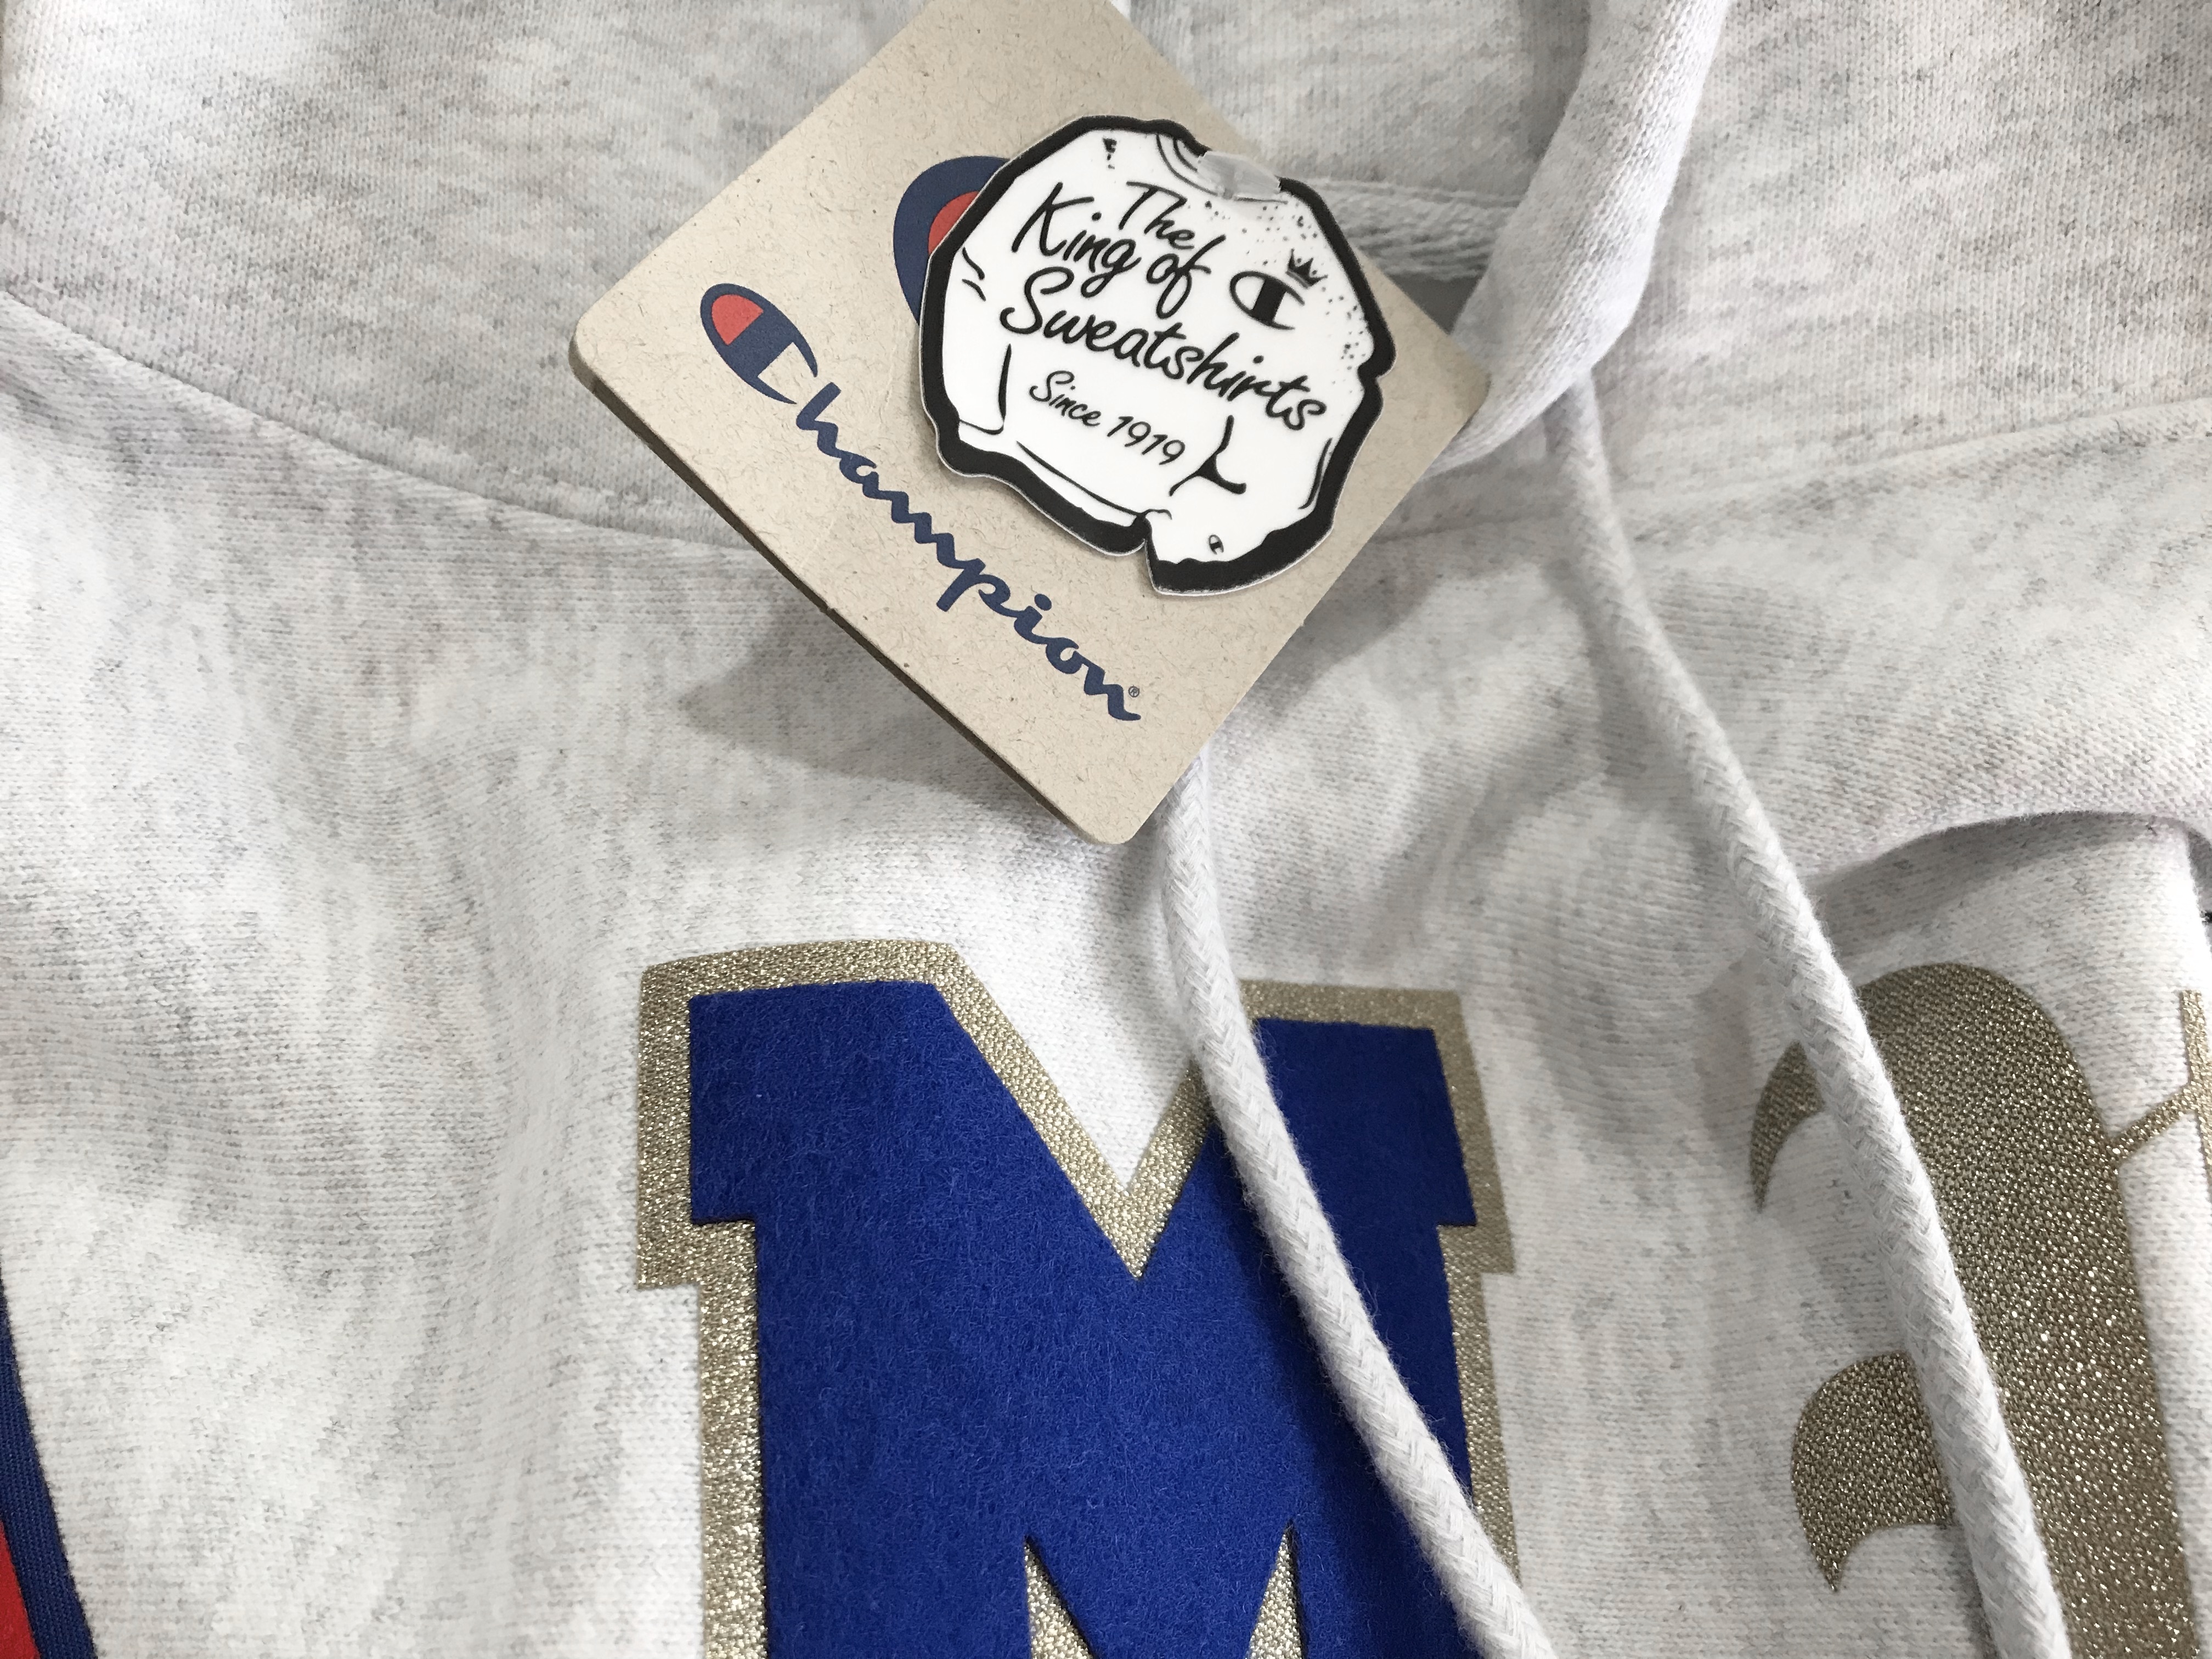 The
King of
Sweatshirts
Since 1919
Champion®
M